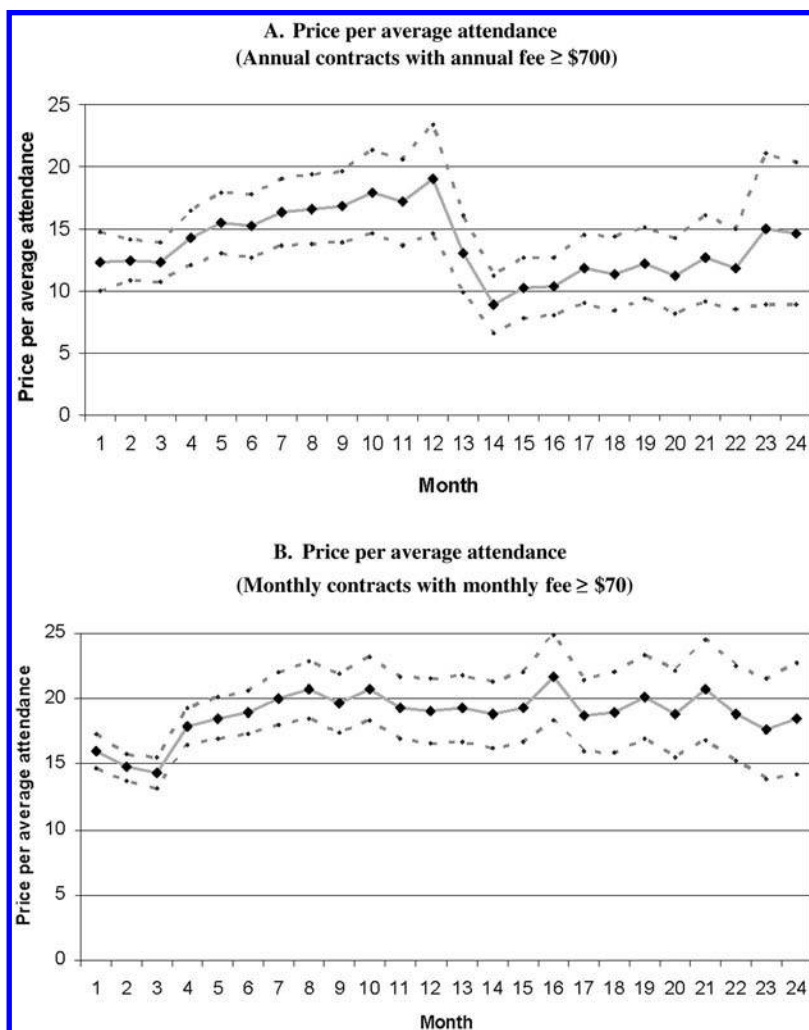 A. Price per average attendance
(Annual contracts with annual fee ≥ $700)
25
20
15
10
5
0
Price per average attendance
1 2 3 4 5 6 7 8 9 10 11 12 13 14 15 16 17 18 19 20 21 22 23 24
Month
B. Price per average attendance
(Monthly contracts with monthly fee ≥ $70)
25
20
15
10
5
0
Price per average attendance
1 2 3 4 5 6 7 8 9 10 11 12 13 14 15 16 17 18 19 20 21 22 23 24
Month